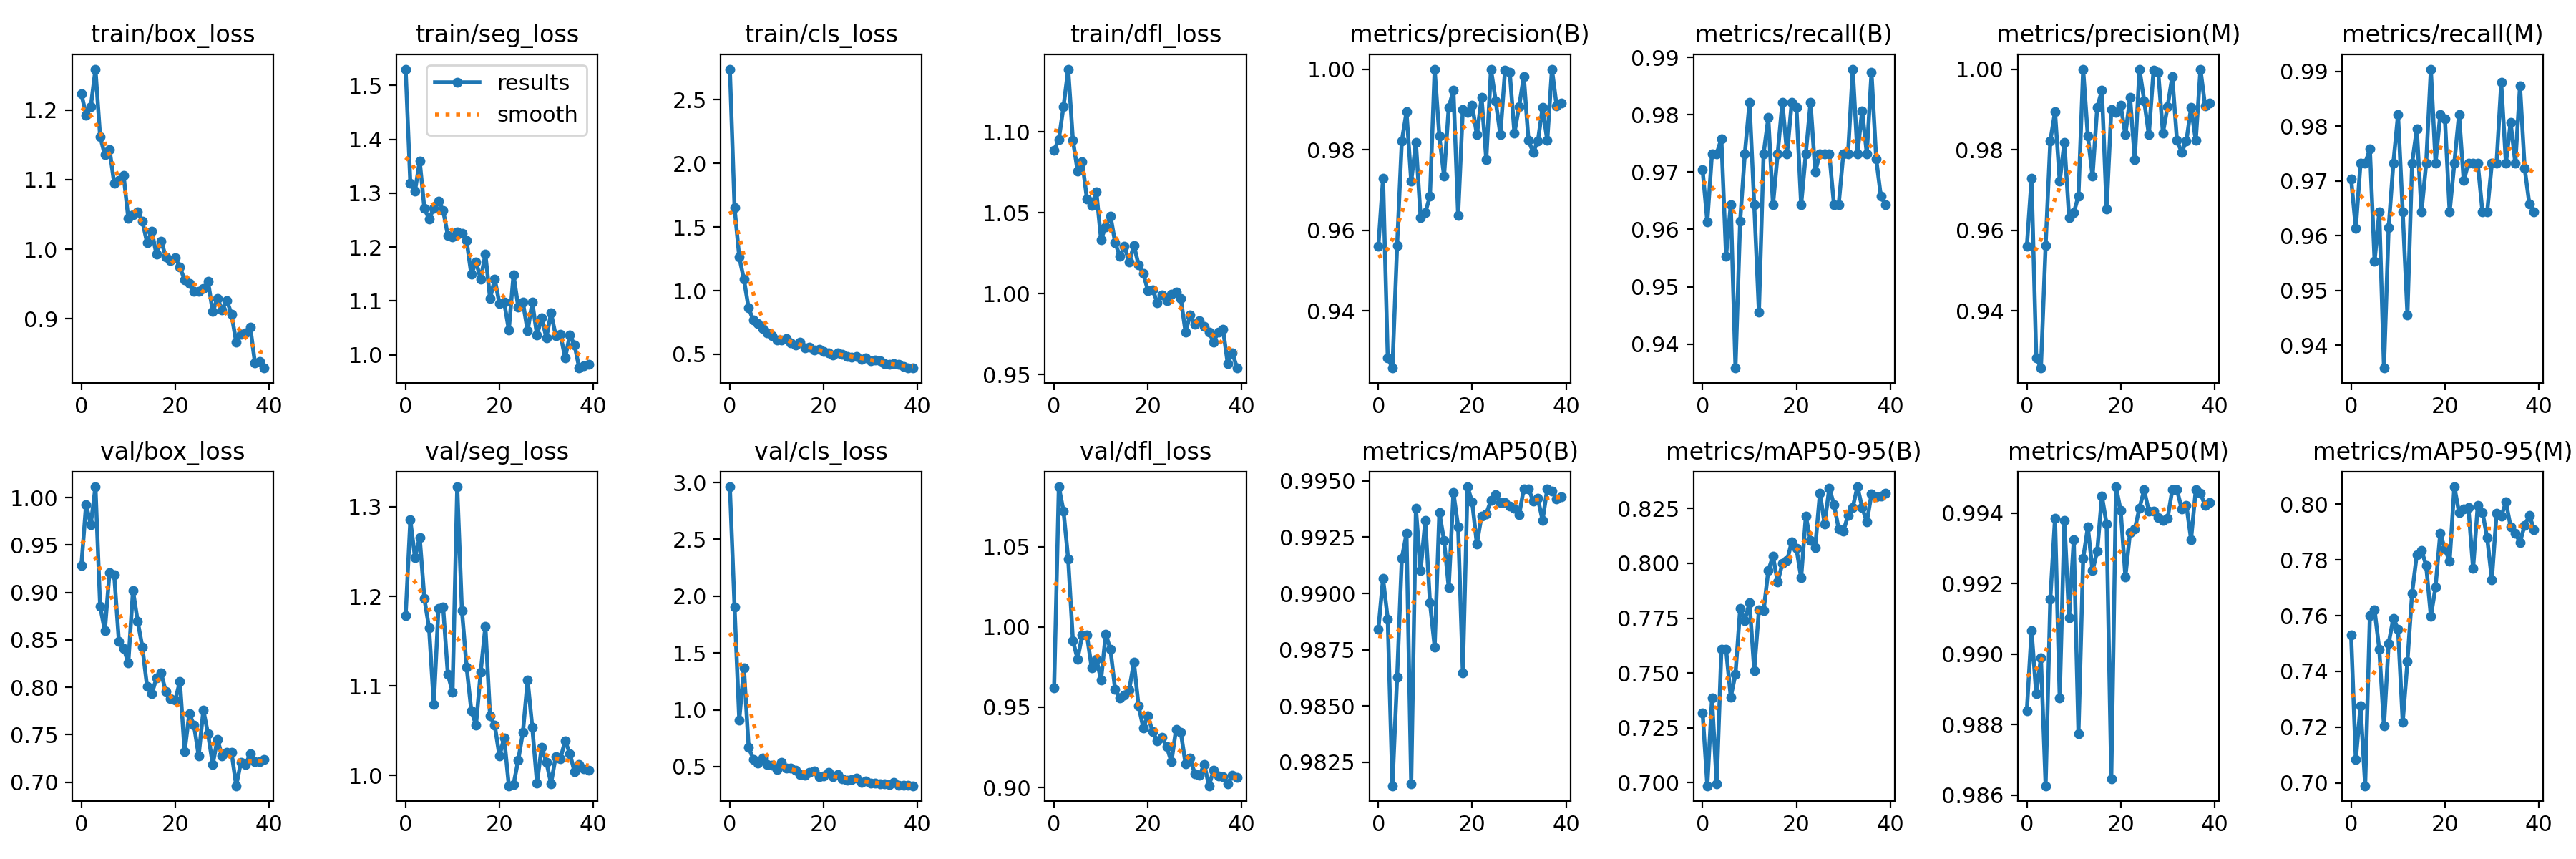 train/box_loss
1.2
1.1
1.0
0.9
0 20 40
train/seg_loss
results
smooth
1.5
1.4
1.3
1.2
1.1
1.0
0 20 40
train/cls_loss
2.5
2.0
1.5
1.0
0.5
0 20 40
train/dfl_loss
1.10
1.05
1.00
0.95
0 20 40
metrics/precision(B)
1.00
0.98
0.96
0.94
0 20 40
metrics/recall(B)
0.99
0.98
0.97
0.96
0.95
0.94
0 20 40
metrics/precision(M)
1.00
0.98
0.96
0.94
0 20 40
metrics/recall(M)
0.99
0.98
0.97
0.96
0.95
0.94
0 20 40
val/box_loss
1.00
0.95
0.90
0.85
0.80
0.75
0.70
0 20 40
val/seg_loss
1.3
1.2
1.1
1.0
0 20 40
val/cls_loss
3.0
2.5
2.0
1.5
1.0
0.5
0 20 40
val/dfl_loss
1.05
1.00
0.95
0.90
0 20 40
metrics/mAP50(B)
0.9950
0.9925
0.9900
0.9875
0.9850
0.9825
0 20 40
metrics/mAP50-95(B)
0.825
0.800
0.775
0.750
0.725
0.700
0 20 40
metrics/mAP50(M)
0.994
0.992
0.990
0.988
0.986
0 20 40
metrics/mAP50-95(M)
0.80
0.78
0.76
0.74
0.72
0.70
0 20 40